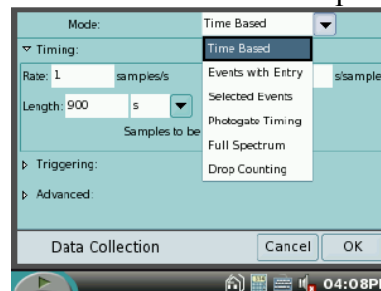 Mode: Time Based
Timing: Time Based
Rate: 1 samples/s Events with Entry s/sample
Selected Events
Length: 900 s
Photogate Timing
Samples to be
Full Spectrum
Triggering:
Drop Counting
Advanced:
Data Collection Cancel OK
04:08P